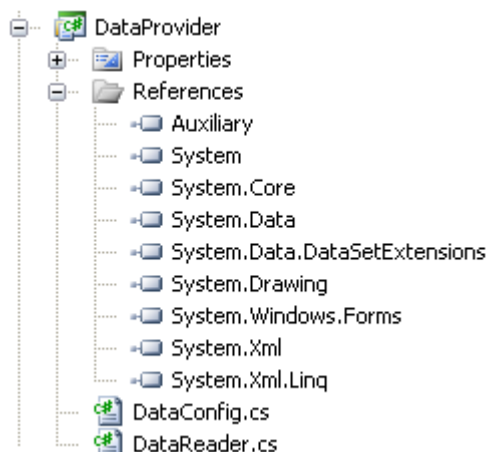 DataProvider
Properties
References
Auxiliary
System
System.Core
System.Data
System.Data.DataSetExtensions
System.Drawing
System.Windows.Forms
System.Xml
System.Xml.Linq
DataConfig.cs
DataReader.cs